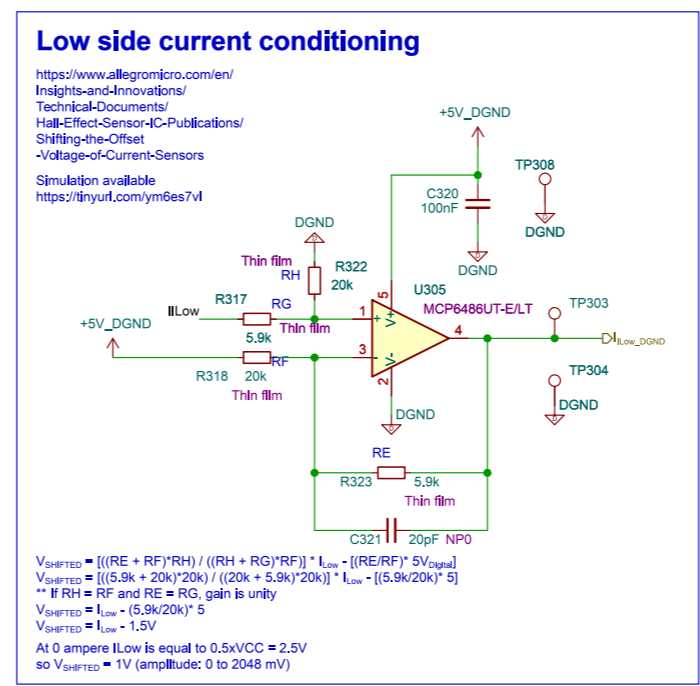 Low side current conditioning
https://www.allegromicro.com/en/
Insights-and-Innovations/
Technical-Documents/
Hall-Effect-Sensor-IC-Publications/
Shifting-the-Offset
-Voltage-of-Current-Sensors
Simulation available
https://tinyurl.com/ym6es7vl
+5V_DGND
TP308
C320
100nF
DGND
DGND
DGND
Thin film
RH
R322
20k
U305
MCP6486UT-E/LT
ILow
R317
RG
Thin film
5.9k
1
+
5
V+
4
TP303
ILow_DGND
+5V_DGND
RF
3
-
V-
2
R318
20k
Thin film
TP304
DGND
DGND
RE
R323
5.9k
Thin film
C321
20pF
NP0
VSHIFTED = [((RE + RF)*RH) / ((RH + RG)*RF)] * ILow - [(RE/RF)* 5VDigital]
VSHIFTED = [((5.9k + 20k)*20k) / ((20k + 5.9k)*20k)] * ILow - [(5.9k/20k)* 5]
** If RH = RF and RE = RG, gain is unity
VSHIFTED = ILow - (5.9k/20k)* 5
VSHIFTED = ILow - 1.5V
At 0 ampere ILow is equal to 0.5xVCC = 2.5V
so VSHIFTED = 1V (amplitude: 0 to 2048 mV)